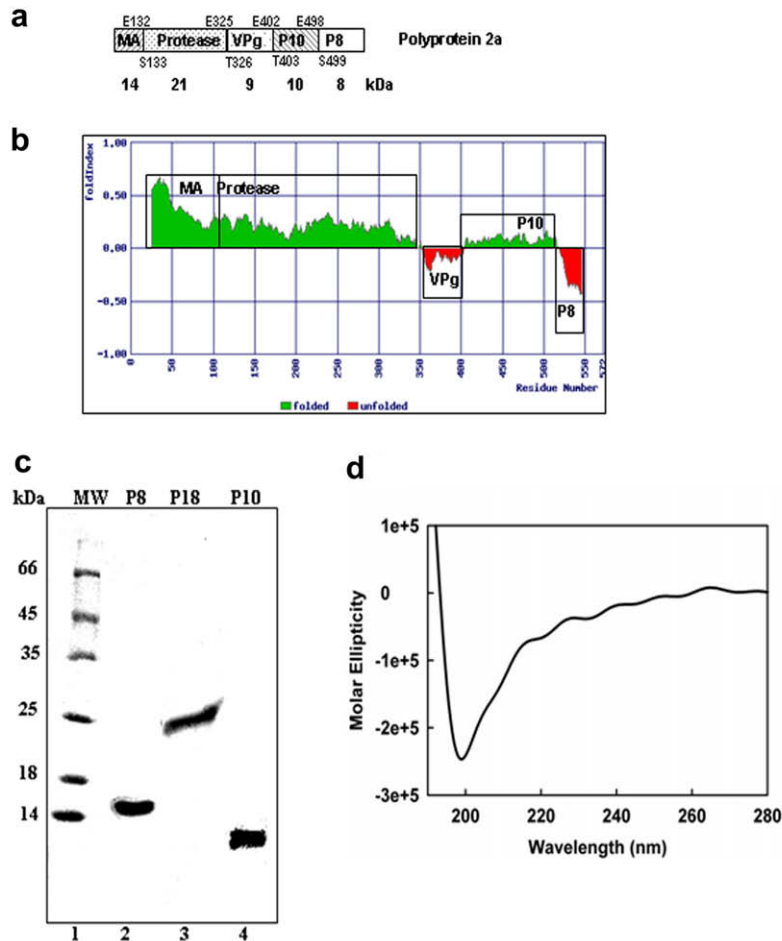 a
E132 E325 E402 E498
MA Protease VPg P10 P8 Polyprotein 2a
S133 T326 T403 S499
14 21 9 10 8 kDa
b
foldIndex
1,00
0,50
0,00
-0,50
-1,00
MA Protease
P10
VPg
P8
0 50 100 150 200 250 300 350 400 450 500 550 572
Residue Number
folded unfolded
c
kDa MW P8 P18 P10
66
45
35
25
18
14
1 2 3 4
d
Molar Ellipticity
1e+5
0
-1e+5
-2e+5
-3e+5
200 220 240 260 280
Wavelength (nm)